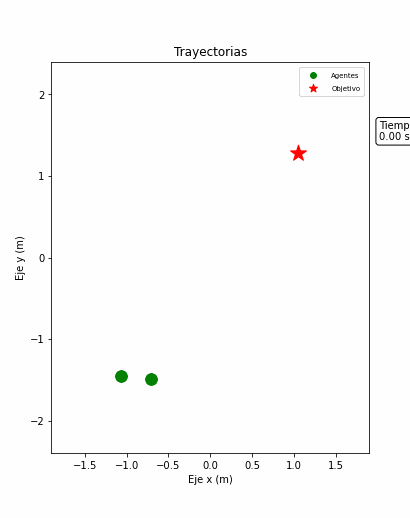 Trayectorias
Agentes
Objetivo
Tiemp
0.00 s
2
1
0
−1
−2
Eje y (m)
−1.5 −1.0 −0.5 0.0 0.5 1.0 1.5
Eje x (m)